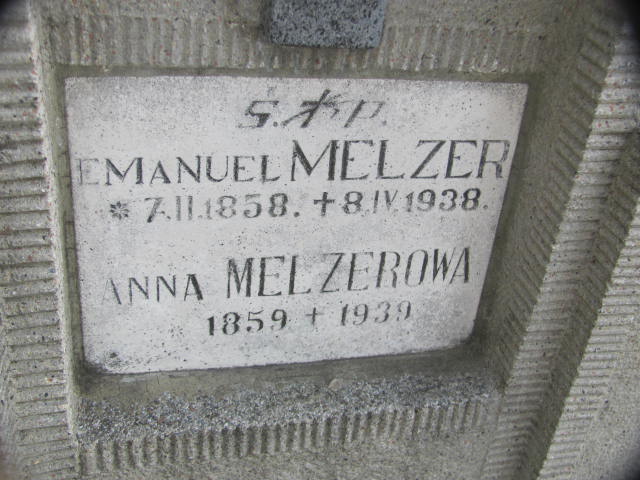 Ś. † P.
EMANUEL MELZER
* 7.II.1858. + 8.IV.1938.
ANNA MELZEROWA
1859 + 1939